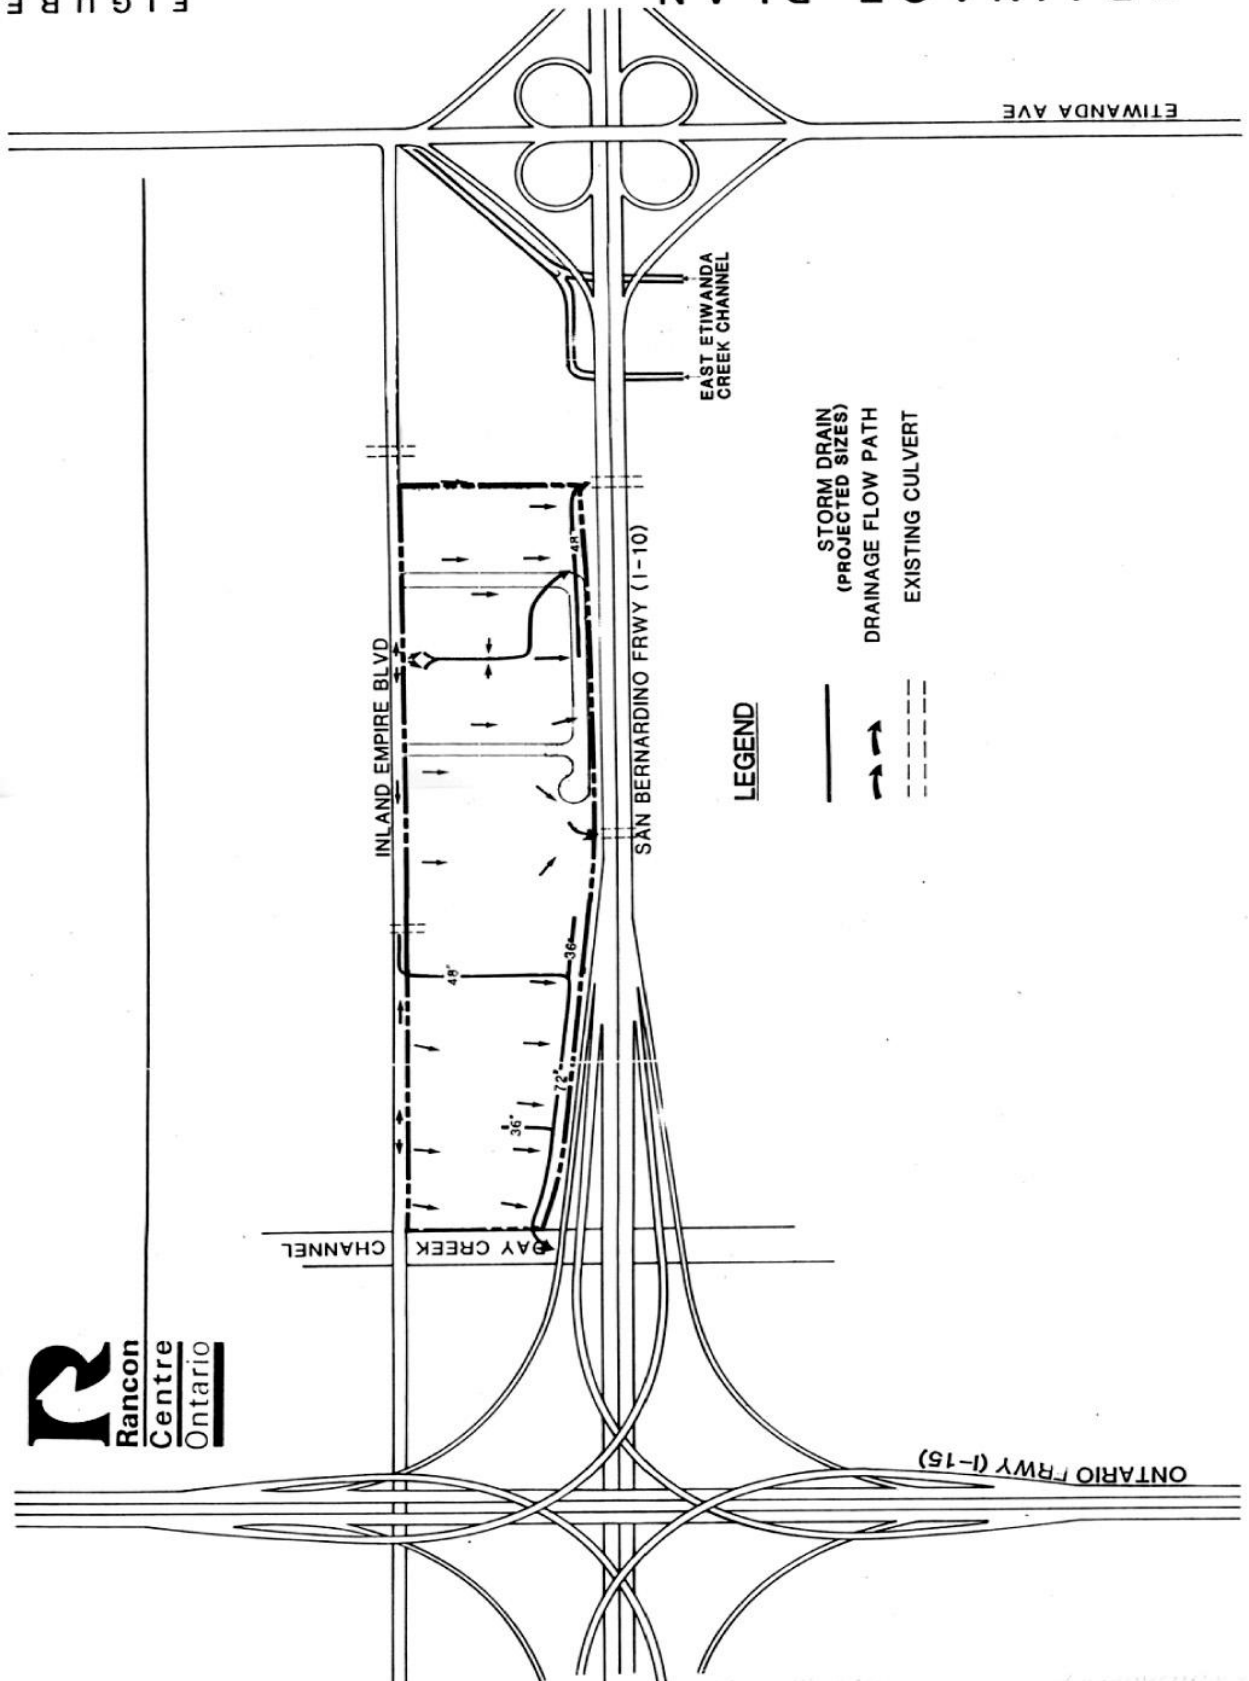 Rancon
Centre
Ontario
INLAND EMPIRE BLVD
ETIWANDA AVE
EAST ETIWANDA
CREEK CHANNEL
SAN BERNARDINO FRWY (I-10)
DAY CREEK CHANNEL
ONTARIO FRWY (I-15)
48"
36"
72"
36"
48"
LEGEND
STORM DRAIN
(PROJECTED SIZES)
DRAINAGE FLOW PATH
EXISTING CULVERT
FIGURE
PLAN